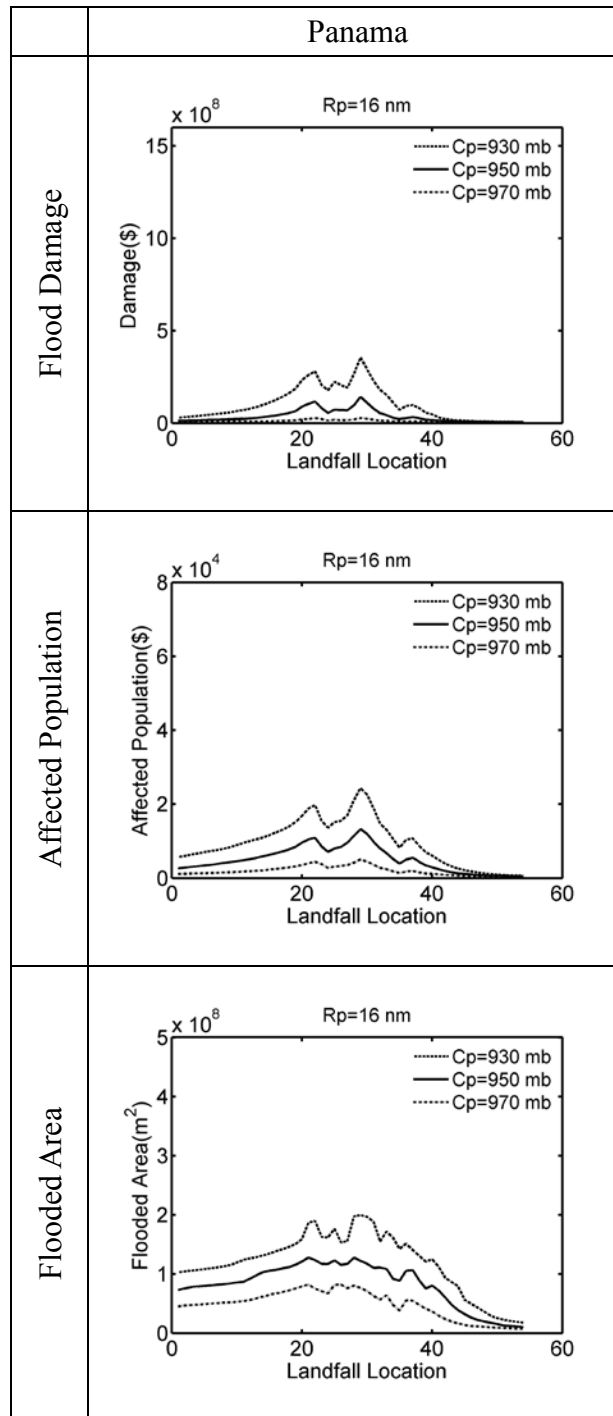 Panama
Flood Damage
x 10^8
Rp=16 nm
15
10
5
0
Damage($)
Cp=930 mb
Cp=950 mb
Cp=970 mb
0 20 40 60
Landfall Location
Affected Population
x 10^4
Rp=16 nm
8
6
4
2
0
Affected Population($)
Cp=930 mb
Cp=950 mb
Cp=970 mb
0 20 40 60
Landfall Location
Flooded Area
x 10^8
Rp=16 nm
5
4
3
2
1
0
Flooded Area(m^2)
Cp=930 mb
Cp=950 mb
Cp=970 mb
0 20 40 60
Landfall Location